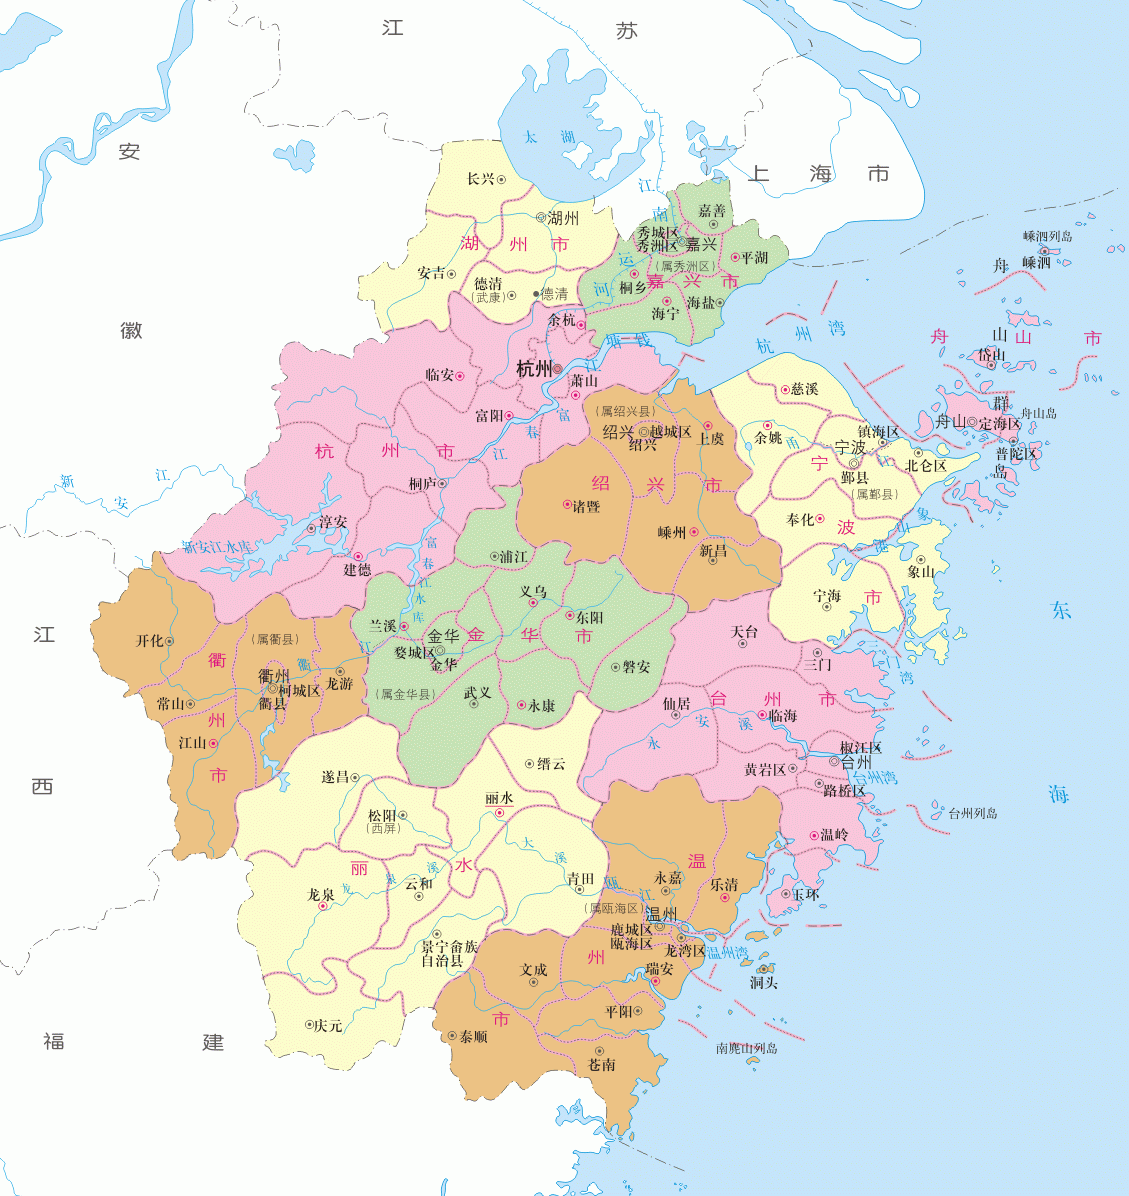 江 苏
安
徽
江
西
福 建
上 海 市
太 湖
长兴
湖州
湖 州 市
安吉
德清
(武康)
德清
江
南
运
河
嘉善
秀城区
秀洲区
嘉兴
(属秀洲区)
平湖
嘉 兴 市
桐乡
海宁
海盐
嵊泗列岛
嵊泗
舟
山
群
岛
舟 山 市
岱山
舟山
定海区
舟山岛
普陀区
杭 州 湾
余杭
塘
钱
江
杭州
萧山
临安
富阳
富
春
江
杭 州 市
桐庐
新 安 江
淳安
新安江水库
建德
富
春
江
水
库
(属绍兴县)
绍兴
越城区
绍兴
上虞
绍 兴 市
诸暨
嵊州
新昌
慈溪
余姚
甬
江
镇海区
宁波
北仑区
鄞县
(属鄞县)
宁
波
市
奉化
象
山
港
象山
宁海
浦江
义乌
东阳
兰溪
金华
婺城区
金华
金 华 市
磐安
(属金华县)
武义
永康
开化
(属衢县)
衢
州
市
衢州
柯城区
衢县
衢
江
龙游
常山
江山
天台
三门
三
门
湾
仙居
台 州 市
临海
永 安 溪
椒江区
台州
台州湾
黄岩区
路桥区
台州列岛
温岭
玉环
东
海
遂昌
缙云
丽水
松阳
(西屏)
丽 水
大
溪
龙
泉
溪
龙泉
云和
青田
景宁畲族
自治县
庆元
瓯
江
永嘉
乐清
温
州
市
(属瓯海区)
温州
鹿城区
瓯海区
龙湾区
温州湾
洞头
瑞安
文成
平阳
泰顺
苍南
南麂山列岛